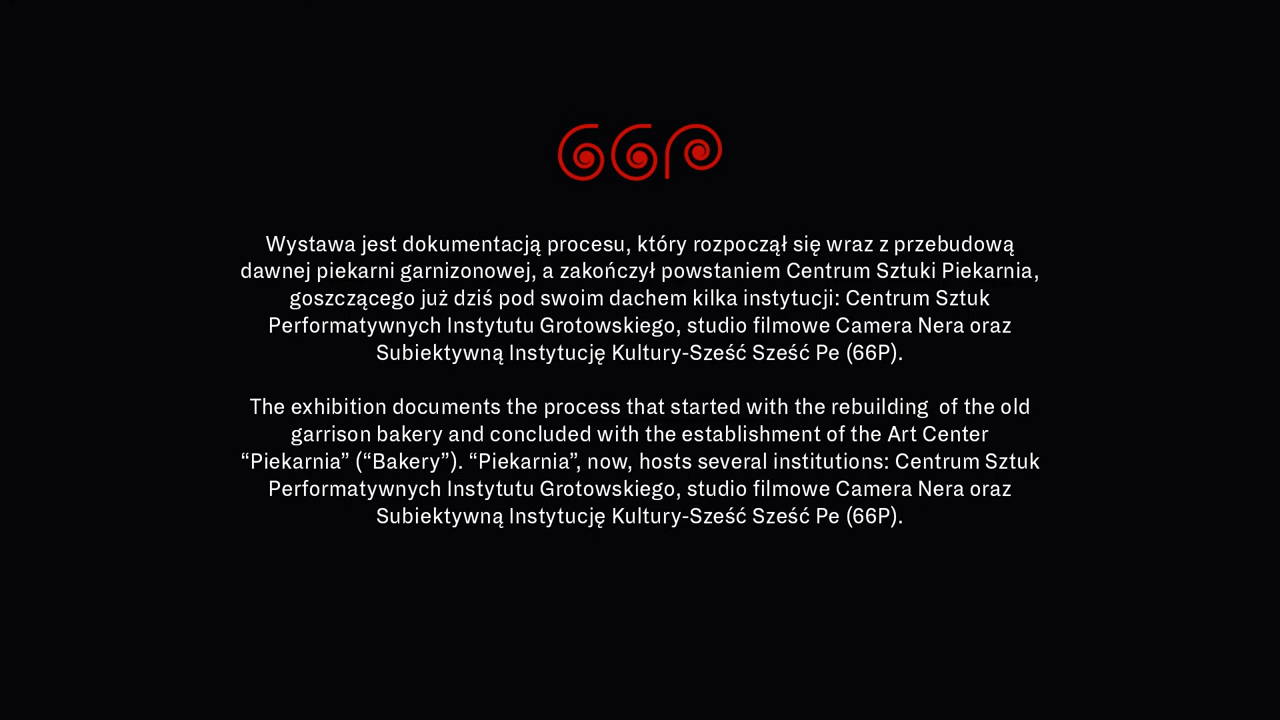 66P
Wystawa jest dokumentacją procesu, który rozpoczął się wraz z przebudową
dawnej piekarni garnizonowej, a zakończył powstaniem Centrum Sztuki Piekarnia,
goszczącego już dziś pod swoim dachem kilka instytucji: Centrum Sztuk
Performatywnych Instytutu Grotowskiego, studio filmowe Camera Nera oraz
Subiektywną Instytucję Kultury-Sześć Sześć Pe (66P).
The exhibition documents the process that started with the rebuilding  of the old
garrison bakery and concluded with the establishment of the Art Center
“Piekarnia” (“Bakery”). “Piekarnia”, now, hosts several institutions: Centrum Sztuk
Performatywnych Instytutu Grotowskiego, studio filmowe Camera Nera oraz
Subiektywną Instytucję Kultury-Sześć Sześć Pe (66P).